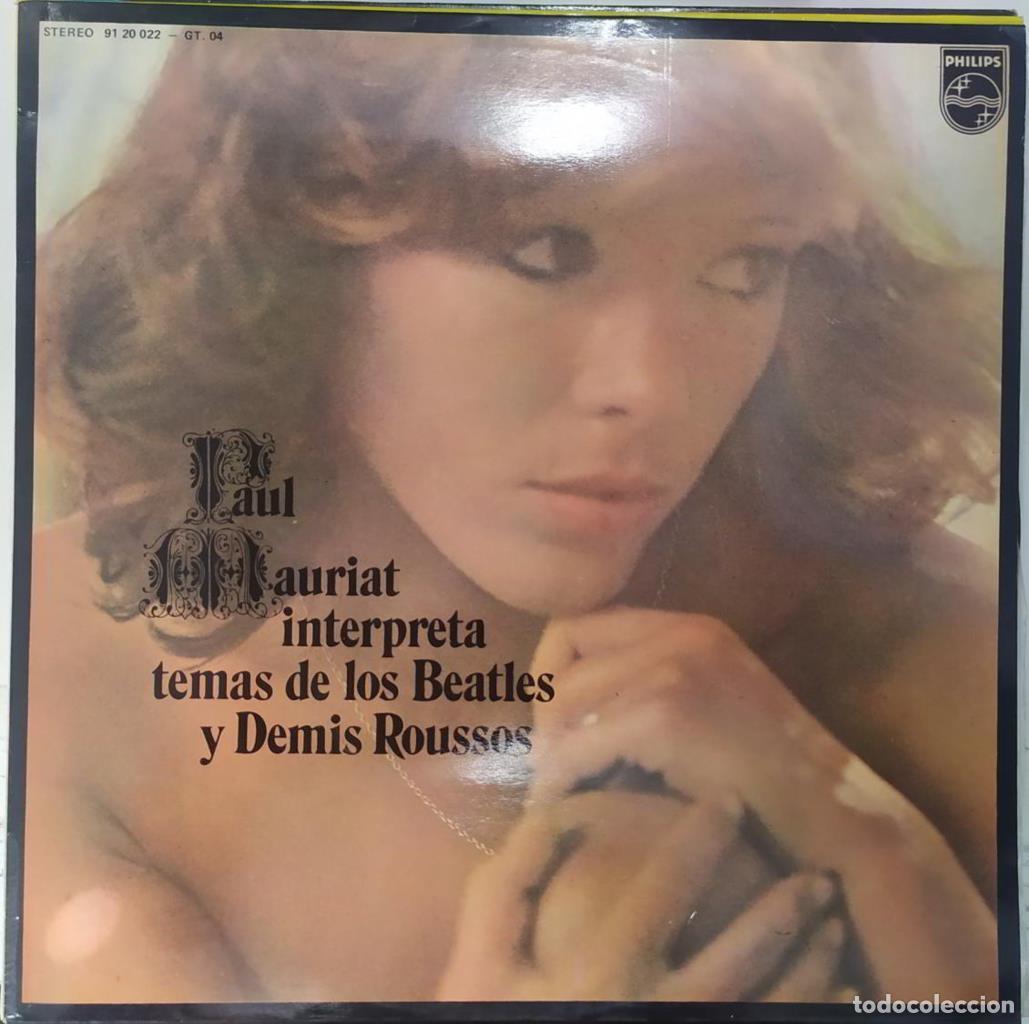 STEREO 91 20 022 — GT. 04
PHILIPS
Paul
Mauriat
interpreta
temas de los Beatles
y Demis Roussos
todocoleccion